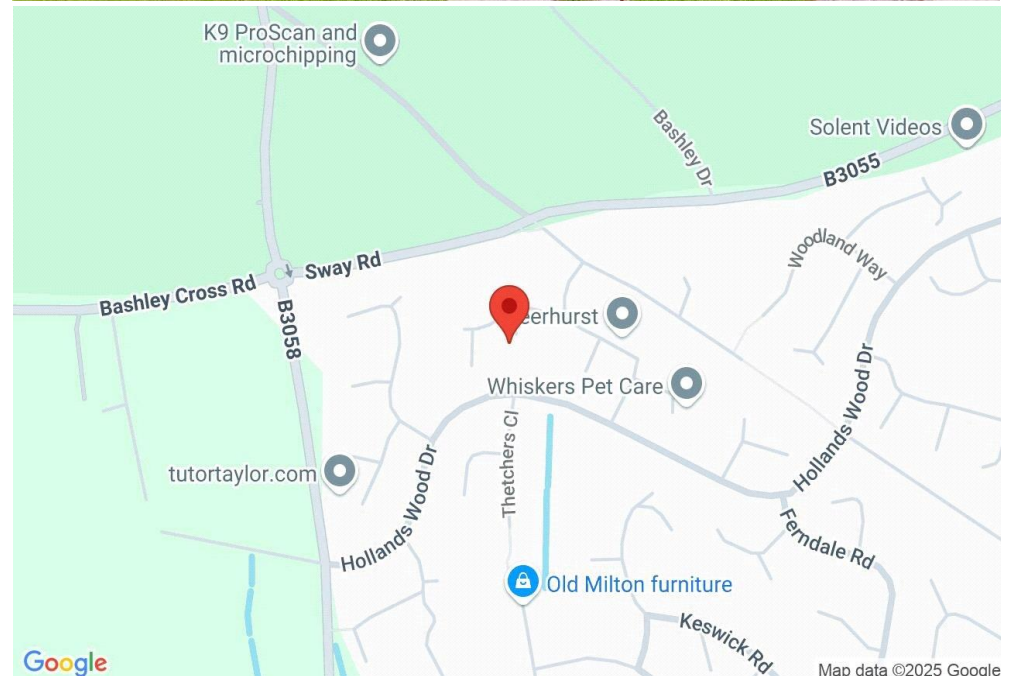 K9 ProScan and
microchipping
Bashley Dr
Solent Videos
B3055
Woodland Way
Sway Rd
Bashley Cross Rd
B3058
eerhurst
Whiskers Pet Care
Hollands Wood Dr
Thetchers Cl
tutortaylor.com
Hollands Wood Dr
Ferndale Rd
Old Milton furniture
Keswick Rd
Google
Map data ©2025 Google